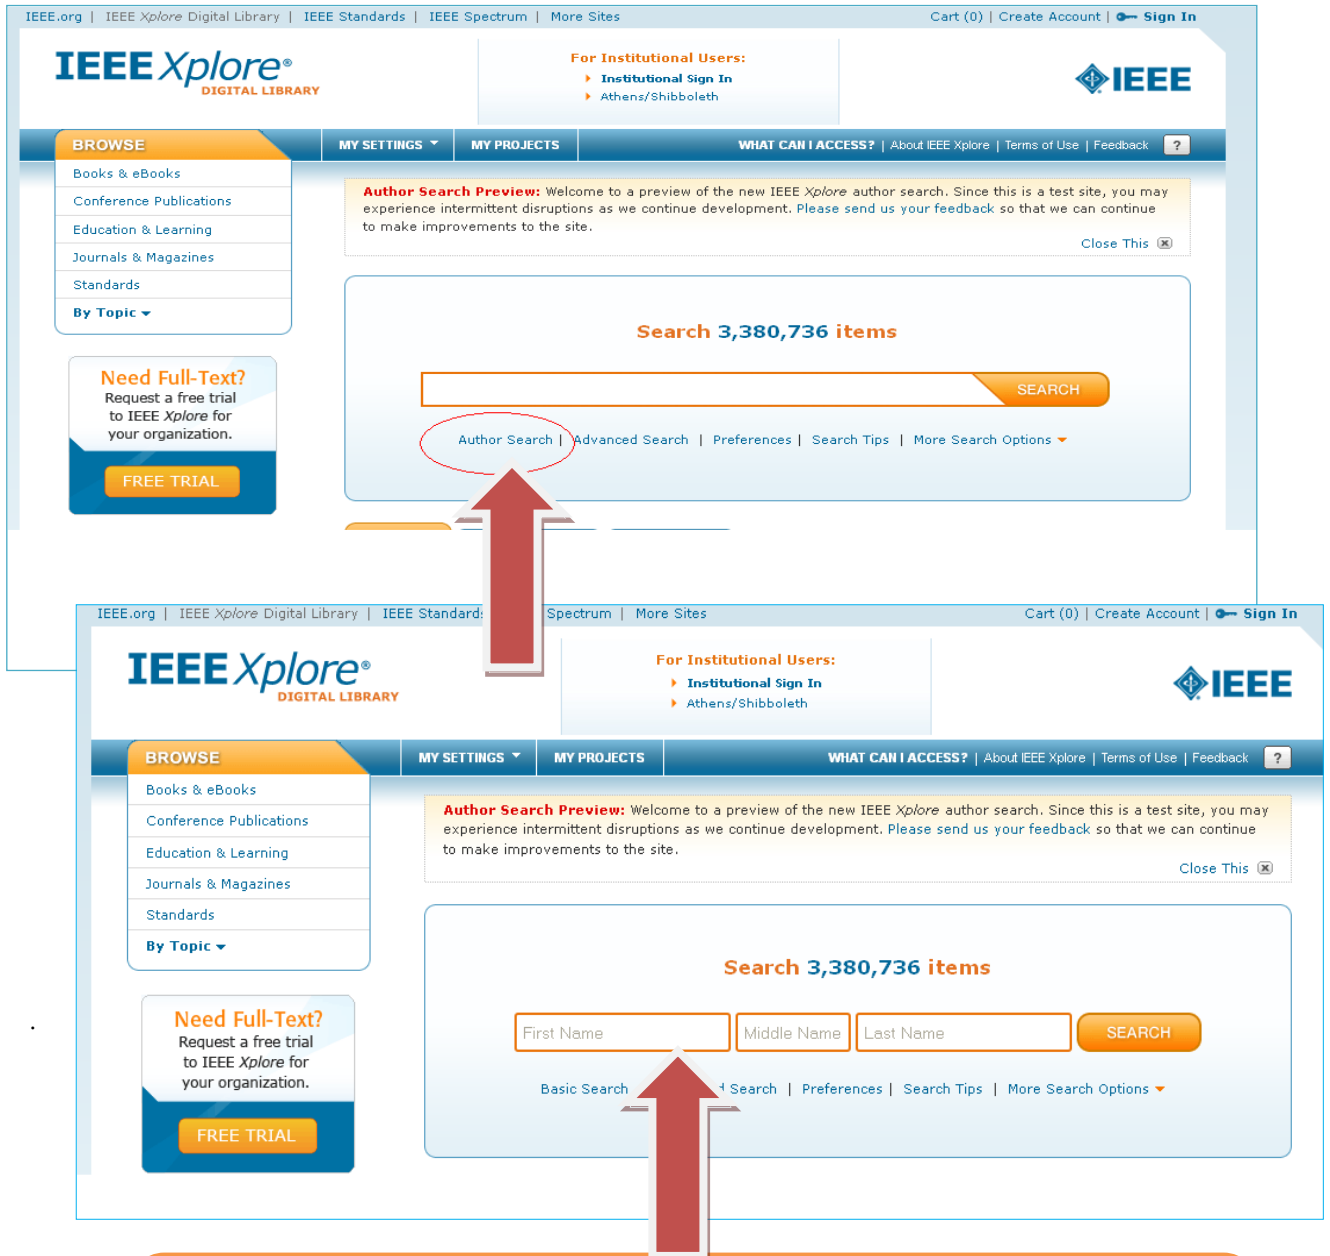 IEEE.org | IEEE Xplore Digital Library | IEEE Standards | IEEE Spectrum | More Sites
Cart (0) | Create Account | Sign In
IEEE Xplore®
DIGITAL LIBRARY
For Institutional Users:
Institutional Sign In
Athens/Shibboleth
IEEE
BROWSE
MY SETTINGS
MY PROJECTS
WHAT CAN I ACCESS? | About IEEE Xplore | Terms of Use | Feedback
?
Books & eBooks
Conference Publications
Education & Learning
Journals & Magazines
Standards
By Topic
Author Search Preview: Welcome to a preview of the new IEEE Xplore author search. Since this is a test site, you may
experience intermittent disruptions as we continue development. Please send us your feedback so that we can continue
to make improvements to the site.
Close This
Search 3,380,736 items
SEARCH
Author Search | Advanced Search | Preferences | Search Tips | More Search Options
Need Full-Text?
Request a free trial
to IEEE Xplore for
your organization.
FREE TRIAL
IEEE.org | IEEE Xplore Digital Library | IEEE Standards Spectrum | More Sites
Cart (0) | Create Account | Sign In
IEEE Xplore®
DIGITAL LIBRARY
For Institutional Users:
Institutional Sign In
Athens/Shibboleth
IEEE
BROWSE
MY SETTINGS
MY PROJECTS
WHAT CAN I ACCESS? | About IEEE Xplore | Terms of Use | Feedback
?
Books & eBooks
Conference Publications
Education & Learning
Journals & Magazines
Standards
By Topic
Author Search Preview: Welcome to a preview of the new IEEE Xplore author search. Since this is a test site, you may
experience intermittent disruptions as we continue development. Please send us your feedback so that we can continue
to make improvements to the site.
Close This
Search 3,380,736 items
First Name
Middle Name
Last Name
SEARCH
Basic Search Search | Preferences | Search Tips | More Search Options
Need Full-Text?
Request a free trial
to IEEE Xplore for
your organization.
FREE TRIAL
.